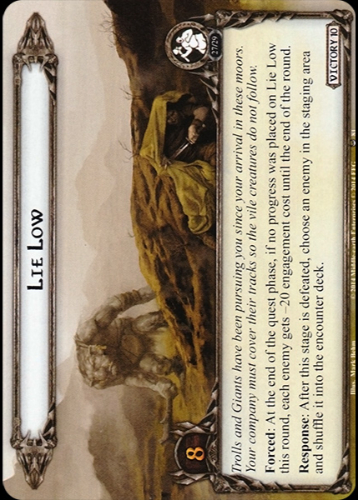 LIE LOW
27/29
8
Trolls and Giants have been pursuing you since your arrival in these moors.
Your company must cover their tracks so the vile creatures do not follow.
Forced: At the end of the quest phase, if no progress was placed on Lie Low
this round, each enemy gets -20 engagement cost until the end of the round.
Response: After this stage is defeated, choose an enemy in the staging area
and shuffle it into the encounter deck.
VICTORY 10